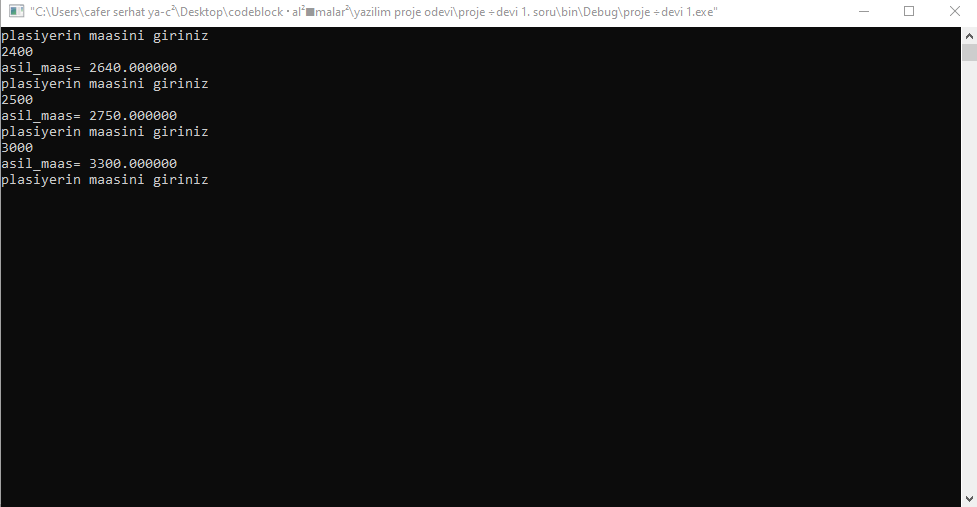 "C:\Users\cafer serhat ya-c²\Desktop\codeblock ·al²■malar²\yazilim proje odevi\proje ÷devi 1. soru\bin\Debug\proje ÷devi 1.exe"
plasiyerin maasini giriniz
2400
asil_maas= 2640.000000
plasiyerin maasini giriniz
2500
asil_maas= 2750.000000
plasiyerin maasini giriniz
3000
asil_maas= 3300.000000
plasiyerin maasini giriniz